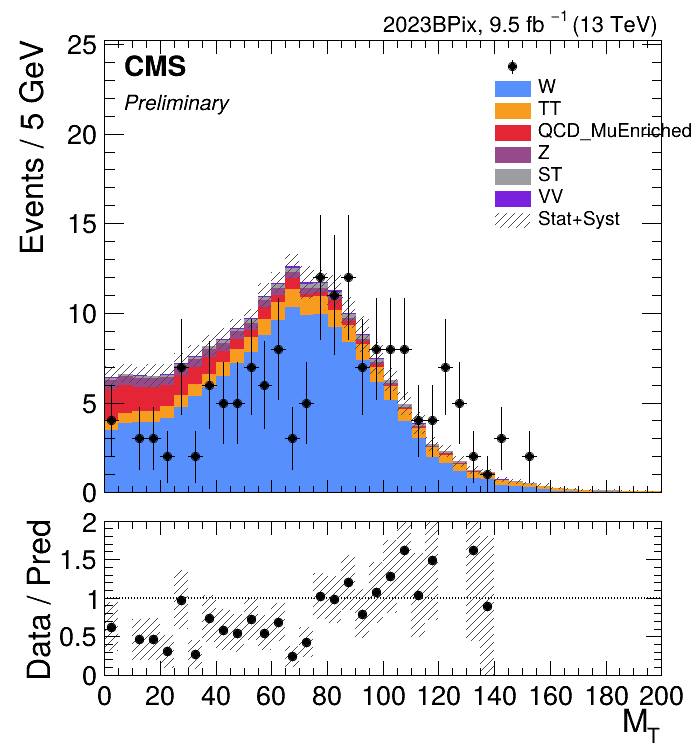 2023BPix, 9.5 fb⁻¹ (13 TeV)
CMS
Preliminary
W
TT
QCD_MuEnriched
Z
ST
VV
Stat+Syst
Events / 5 GeV
25
20
15
10
5
0
Data / Pred
2
1.5
1
0.5
0
0 20 40 60 80 100 120 140 160 180 200
M_T